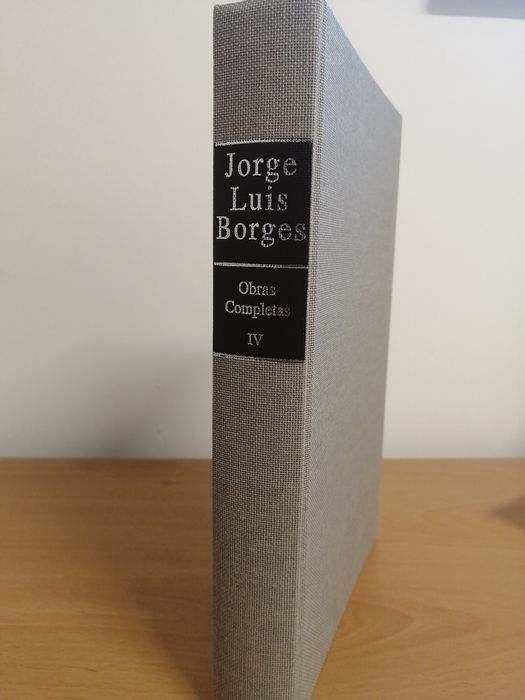 Jorge
Luis
Borges
Obras
Completas
IV